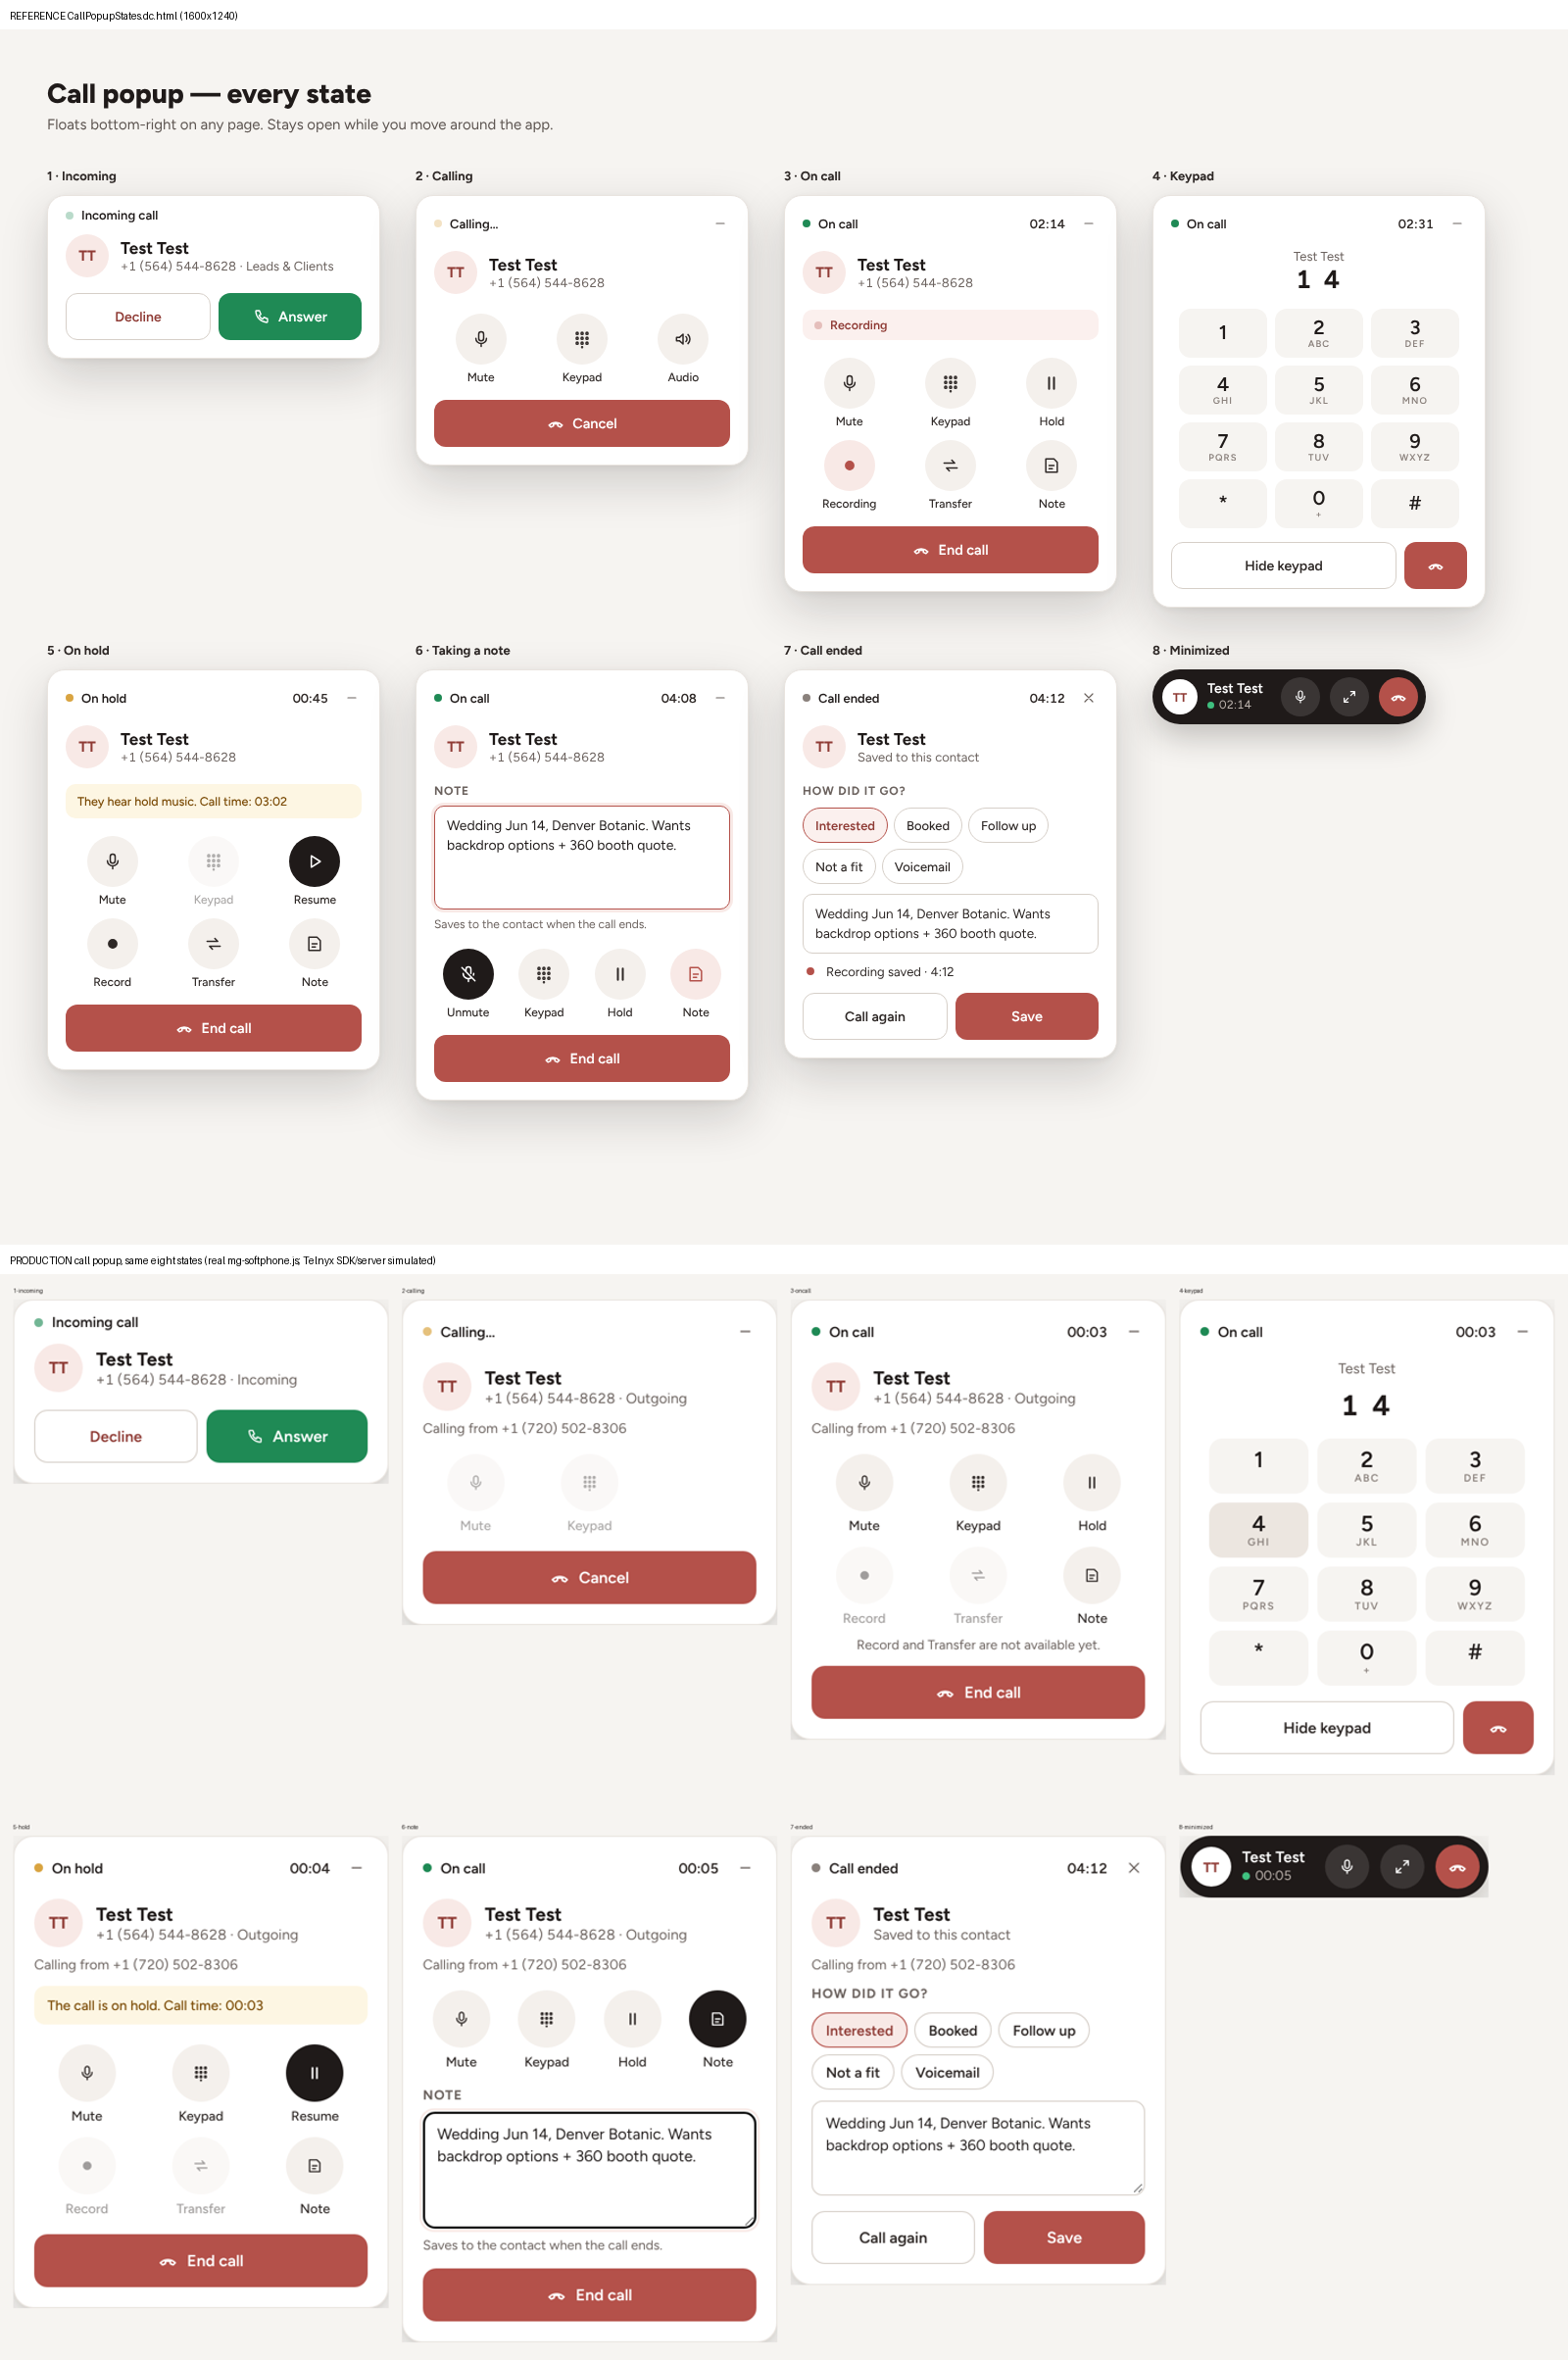 REFERENCE CallPopupStates.dc.html (1600x1240)
Call popup — every state
Floats bottom-right on any page. Stays open while you move around the app.
1 · Incoming
Incoming call
TT
Test Test
+1 (564) 544-8628 · Leads & Clients
Decline
Answer
2 · Calling
Calling...
TT
Test Test
+1 (564) 544-8628
Mute
Keypad
Audio
Cancel
3 · On call
On call
02:14
TT
Test Test
+1 (564) 544-8628
Recording
Mute
Keypad
Hold
Recording
Transfer
Note
End call
4 · Keypad
On call
02:31
Test Test
1 4
1
2
ABC
3
DEF
4
GHI
5
JKL
6
MNO
7
PQRS
8
TUV
9
WXYZ
*
0
+
#
Hide keypad
5 · On hold
On hold
00:45
TT
Test Test
+1 (564) 544-8628
They hear hold music. Call time: 03:02
Mute
Keypad
Resume
Record
Transfer
Note
End call
6 · Taking a note
On call
04:08
TT
Test Test
+1 (564) 544-8628
NOTE
Wedding Jun 14, Denver Botanic. Wants
backdrop options + 360 booth quote.
Saves to the contact when the call ends.
Unmute
Keypad
Hold
Note
End call
7 · Call ended
Call ended
04:12
TT
Test Test
Saved to this contact
HOW DID IT GO?
Interested
Booked
Follow up
Not a fit
Voicemail
Wedding Jun 14, Denver Botanic. Wants
backdrop options + 360 booth quote.
Recording saved · 4:12
Call again
Save
8 · Minimized
TT
Test Test
02:14
PRODUCTION call popup, same eight states (real mg-softphone.js; Telnyx SDK/server simulated)
1-incoming
Incoming call
TT
Test Test
+1 (564) 544-8628 · Incoming
Decline
Answer
2-calling
Calling...
TT
Test Test
+1 (564) 544-8628 · Outgoing
Calling from +1 (720) 502-8306
Mute
Keypad
Cancel
3-oncall
On call
00:03
TT
Test Test
+1 (564) 544-8628 · Outgoing
Calling from +1 (720) 502-8306
Mute
Keypad
Hold
Record
Transfer
Note
Record and Transfer are not available yet.
End call
4-keypad
On call
00:03
Test Test
1 4
1
2
ABC
3
DEF
4
GHI
5
JKL
6
MNO
7
PQRS
8
TUV
9
WXYZ
*
0
+
#
Hide keypad
5-hold
On hold
00:04
TT
Test Test
+1 (564) 544-8628 · Outgoing
Calling from +1 (720) 502-8306
The call is on hold. Call time: 00:03
Mute
Keypad
Resume
Record
Transfer
Note
End call
6-note
On call
00:05
TT
Test Test
+1 (564) 544-8628 · Outgoing
Calling from +1 (720) 502-8306
Mute
Keypad
Hold
Note
NOTE
Wedding Jun 14, Denver Botanic. Wants
backdrop options + 360 booth quote.
Saves to the contact when the call ends.
End call
7-ended
Call ended
04:12
TT
Test Test
Saved to this contact
Calling from +1 (720) 502-8306
HOW DID IT GO?
Interested
Booked
Follow up
Not a fit
Voicemail
Wedding Jun 14, Denver Botanic. Wants
backdrop options + 360 booth quote.
Call again
Save
8-minimized
TT
Test Test
00:05